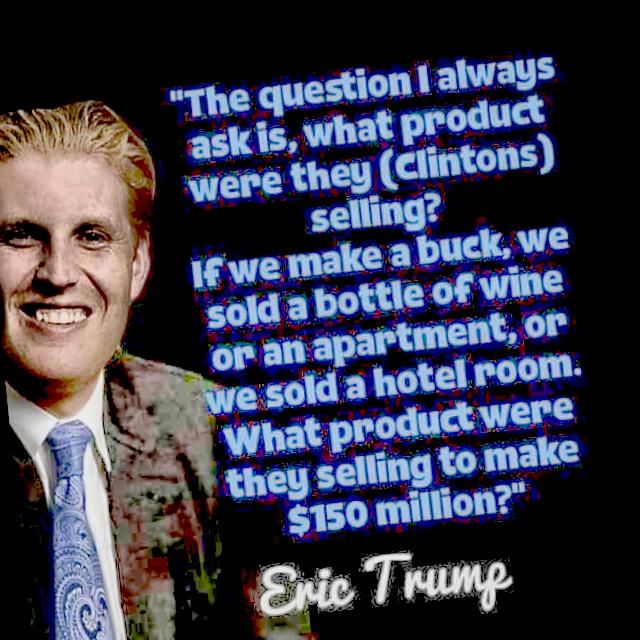 "The question I always
ask is, what product
were they (Clintons)
selling?
If we make a buck, we
sold a bottle of wine
or an apartment, or
we sold a hotel room.
What product were
they selling to make
$150 million?"
Eric Trump